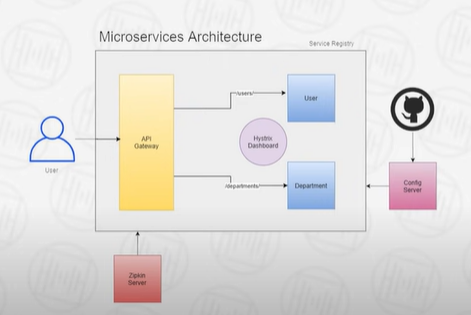 Microservices Architecture
Service Registry
API
Gateway
/users/
User
Hystrix
Dashboard
/departments/
Department
User
Config
Server
Zipkin
Server